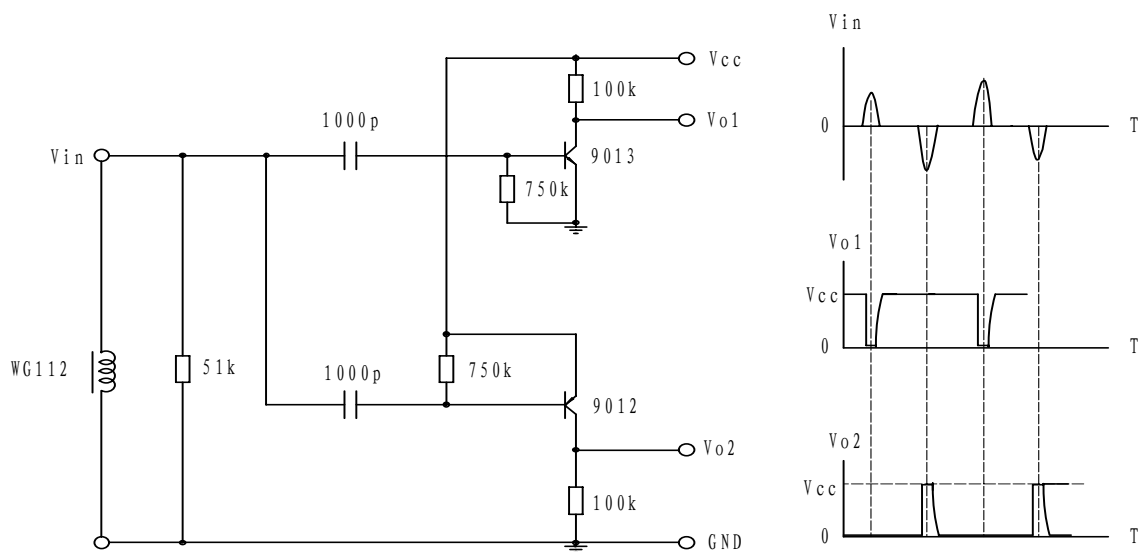 Vcc
100k
Vo1
1000p
Vin
9013
750k
WG112
51k
1000p
750k
9012
Vo2
100k
GND
Vin
0
T
Vo1
Vcc
0
T
Vo2
Vcc
0
T